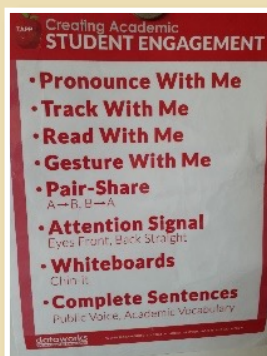 TAPP
Creating Academic
STUDENT ENGAGEMENT
• Pronounce With Me
• Track With Me
• Read With Me
• Gesture With Me
• Pair-Share
A→B, B→A
• Attention Signal
Eyes Front, Back Straight
• Whiteboards
Chin-it
• Complete Sentences
Public Voice, Academic Vocabulary
dataworks